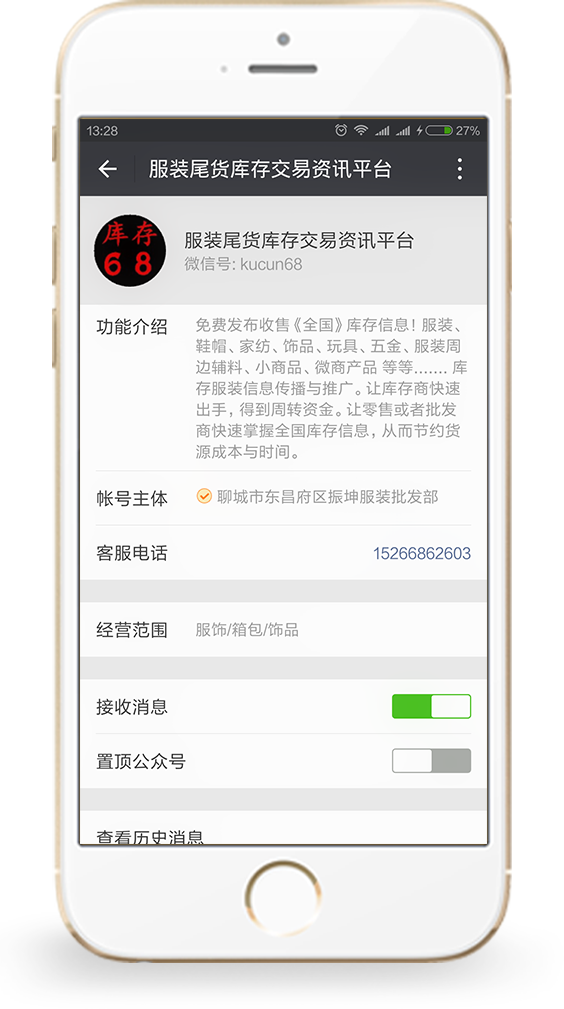 13:28
27%
服装尾货库存交易资讯平台
库存
68
服装尾货库存交易资讯平台
微信号: kucun68
功能介绍
免费发布收售《全国》库存信息！服装、
鞋帽、家纺、饰品、玩具、五金、服装周
边辅料、小商品、微商产品 等等....... 库
存服装信息传播与推广。让库存商快速
出手，得到周转资金。让零售或者批发
商快速掌握全国库存信息，从而节约货
源成本与时间。
帐号主体
聊城市东昌府区振坤服装批发部
客服电话
15266862603
经营范围
服饰/箱包/饰品
接收消息
置顶公众号
查看历史消息